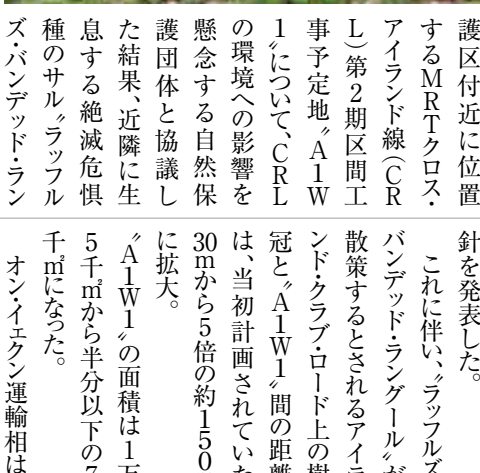 護区付近に位置
するMRTクロス・
アイランド線(CR
L)第2期区間工
事予定地〝A1W
1〟について、CRL
の環境への影響を
懸念する自然保
護団体と協議し
た結果、近隣に生
息する絶滅危惧
種のサル〝ラッフル
ズ・バンデッド・ラン
針を発表した。
これに伴い、〝ラッフルズ
バンデッド・ラングール〟が
散策するとされるアイラ
ンド・クラブ・ロード上の樹
冠と〝A1W1〟間の距離
は、当初計画されていた
30mから5倍の約150
に拡大。
〝A1W1〟の面積は1万
5千㎡から半分以下の7
千㎡になった。
オン・イェクン運輸相は